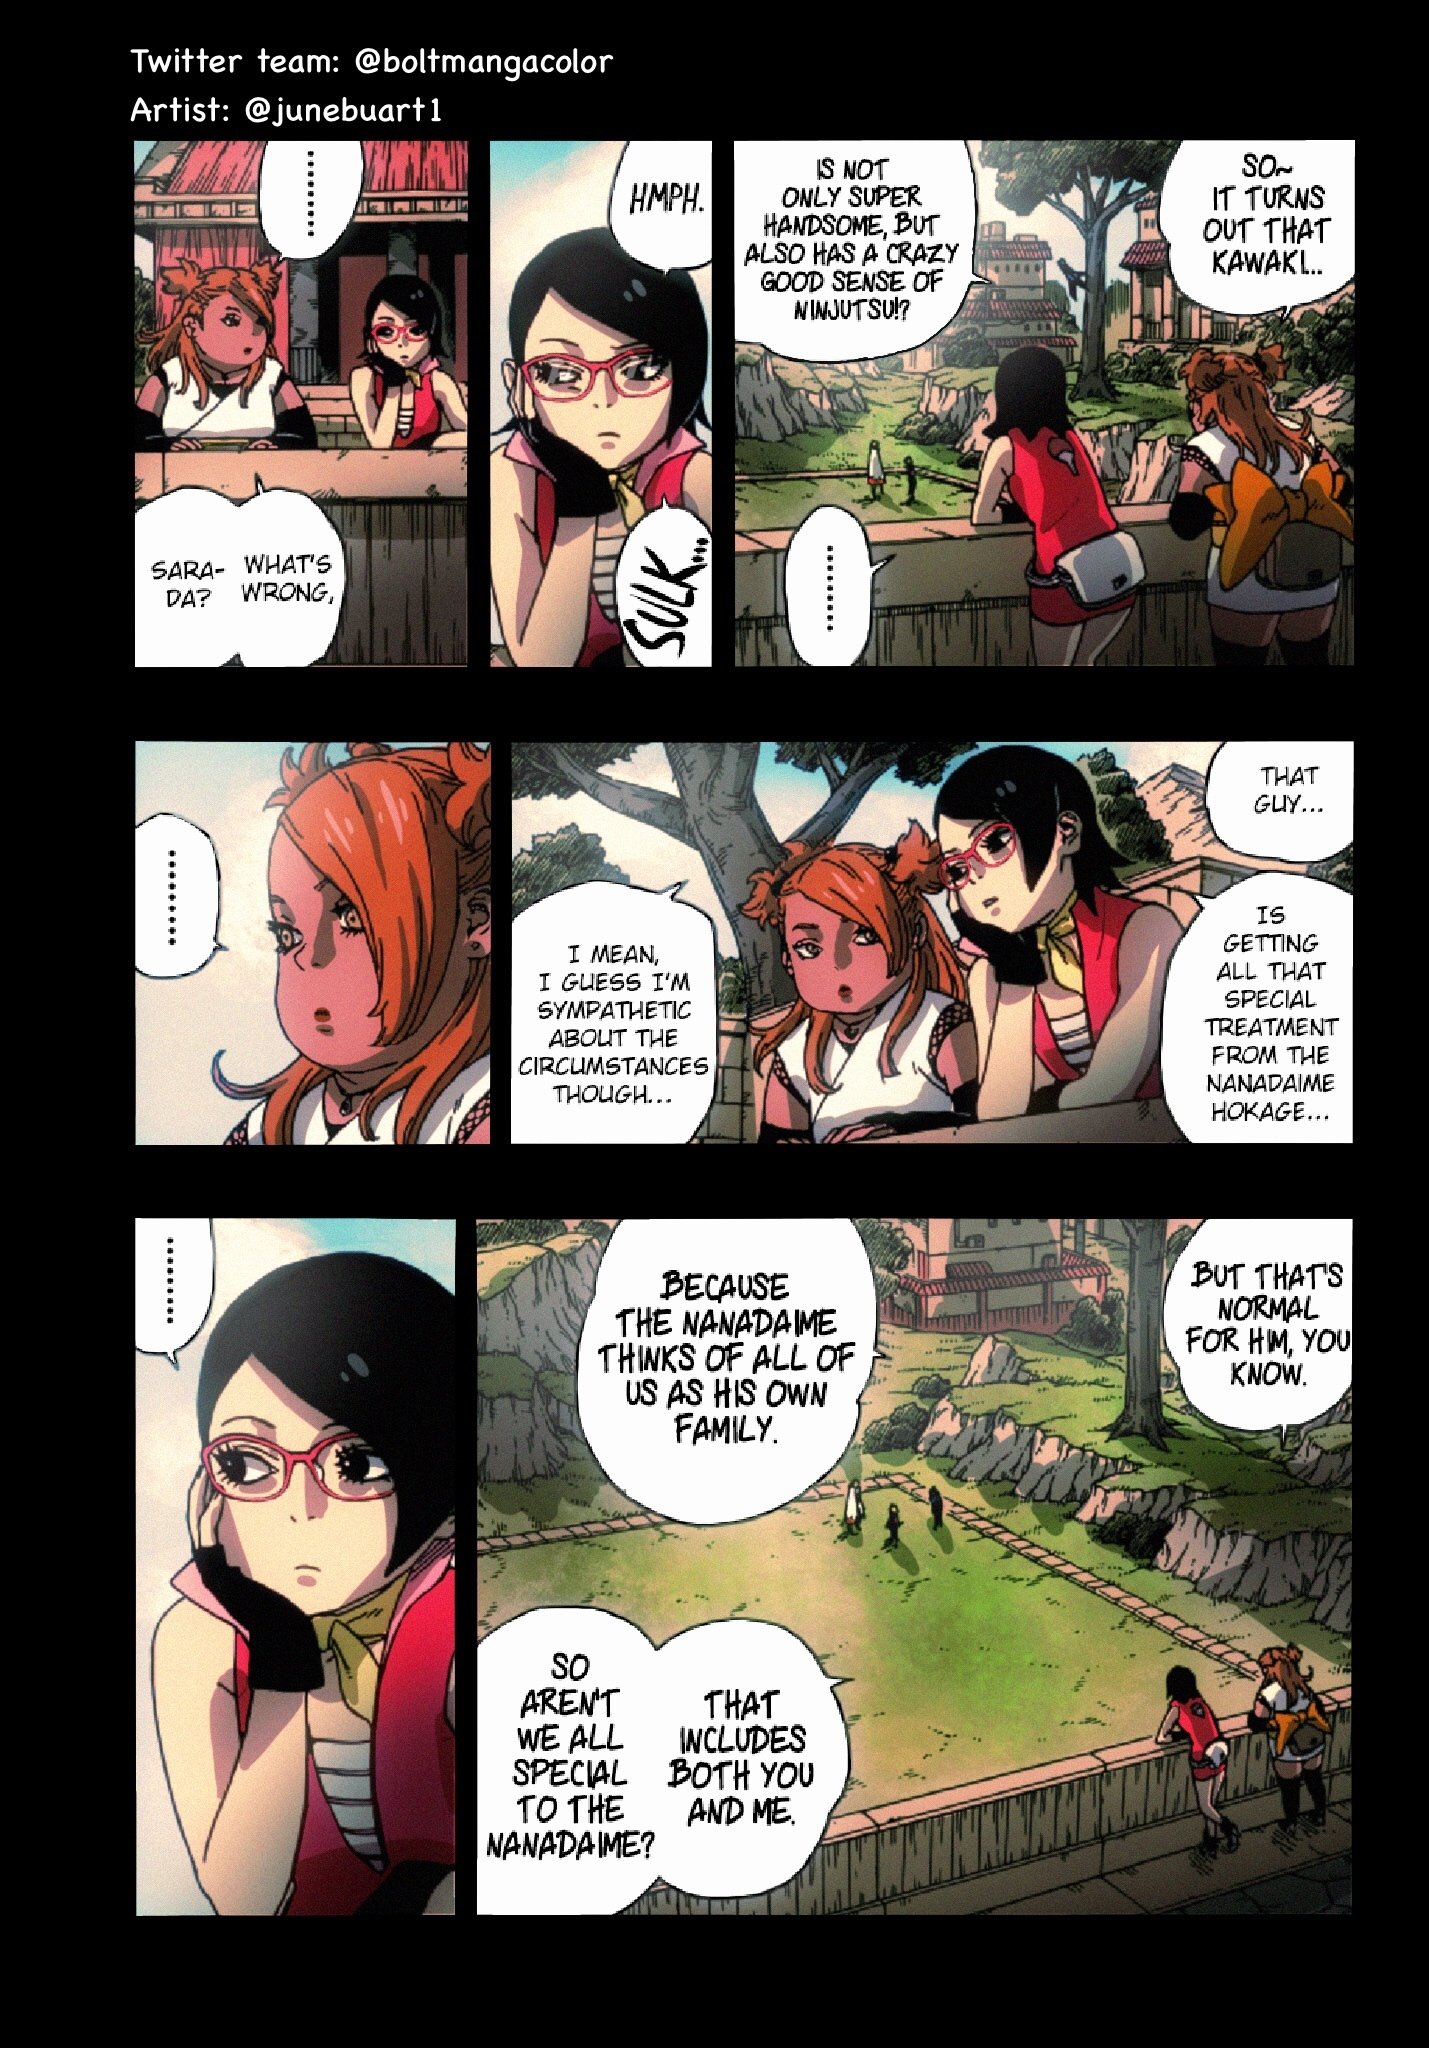 Twitter team: @boltmangacolor
Artist: @junebuart1
SO~
IT TURNS
OUT THAT
KAWAKI...
IS NOT
ONLY SUPER
HANDSOME, BUT
ALSO HAS A CRAZY
GOOD SENSE OF
NINJUTSU!?
.........
HMPH.
SULK...
.........
WHAT'S
WRONG,
SARA-
DA?
THAT
GUY...
IS
GETTING
ALL THAT
SPECIAL
TREATMENT
FROM THE
NANADAIME
HOKAGE...
I MEAN,
I GUESS I'M
SYMPATHETIC
ABOUT THE
CIRCUMSTANCES
THOUGH...
.........
BUT THAT'S
NORMAL
FOR HIM, YOU
KNOW.
BECAUSE
THE NANADAIME
THINKS OF ALL OF
US AS HIS OWN
FAMILY.
THAT
INCLUDES
BOTH YOU
AND ME.
SO
AREN'T
WE ALL
SPECIAL
TO THE
NANADAIME?
.........